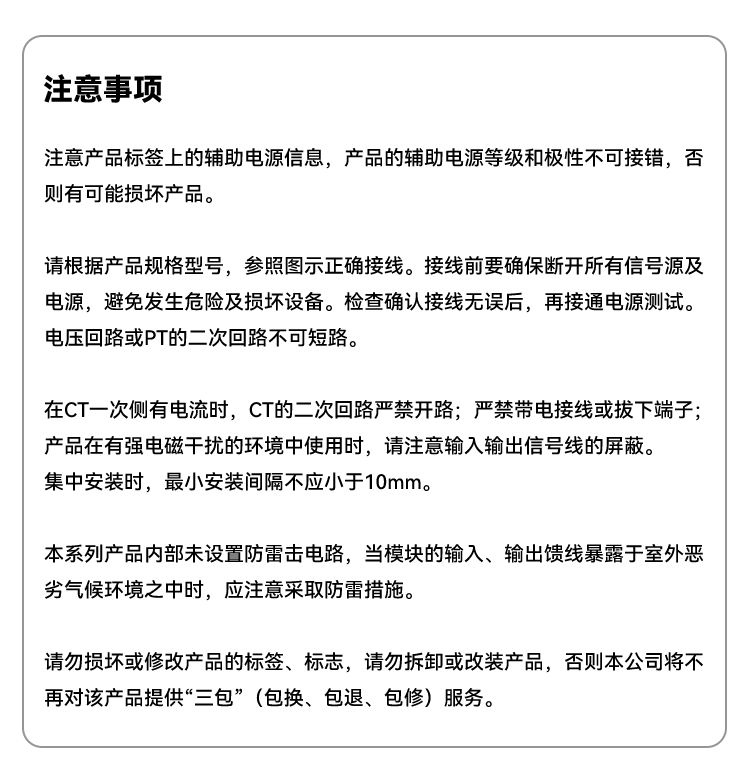 注意事项
注意产品标签上的辅助电源信息，产品的辅助电源等级和极性不可接错，否
则有可能损坏产品。
请根据产品规格型号，参照图示正确接线。接线前要确保断开所有信号源及
电源，避免发生危险及损坏设备。检查确认接线无误后，再接通电源测试。
电压回路或PT的二次回路不可短路。
在CT一次侧有电流时，CT的二次回路严禁开路；严禁带电接线或拔下端子；
产品在有强电磁干扰的环境中使用时，请注意输入输出信号线的屏蔽。
集中安装时，最小安装间隔不应小于10mm。
本系列产品内部未设置防雷击电路，当模块的输入、输出馈线暴露于室外恶
劣气候环境之中时，应注意采取防雷措施。
请勿损坏或修改产品的标签、标志，请勿拆卸或改装产品，否则本公司将不
再对该产品提供“三包”（包换、包退、包修）服务。